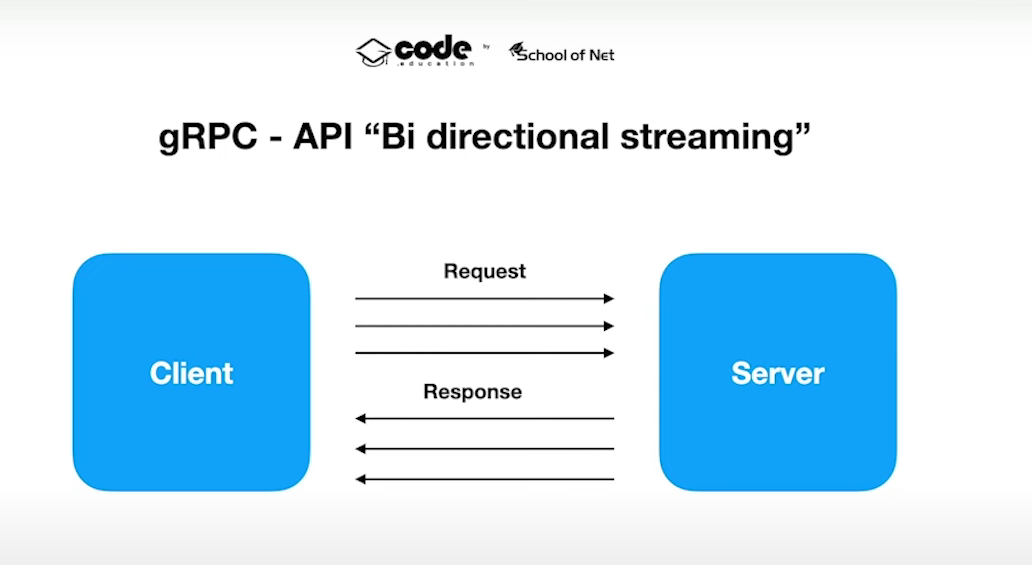 code
.education
by
School of Net
gRPC - API “Bi directional streaming”
Request
Client
Server
Response